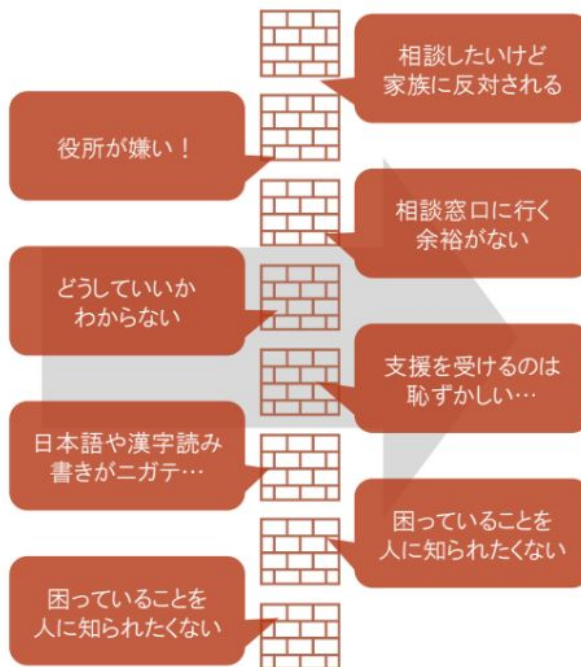 相談したいけど
家族に反対される
役所が嫌い！
相談窓口に行く
余裕がない
どうしていいか
わからない
支援を受けるのは
恥ずかしい…
日本語や漢字読み
書きがニガテ…
困っていることを
人に知られたくない
困っていることを
人に知られたくない